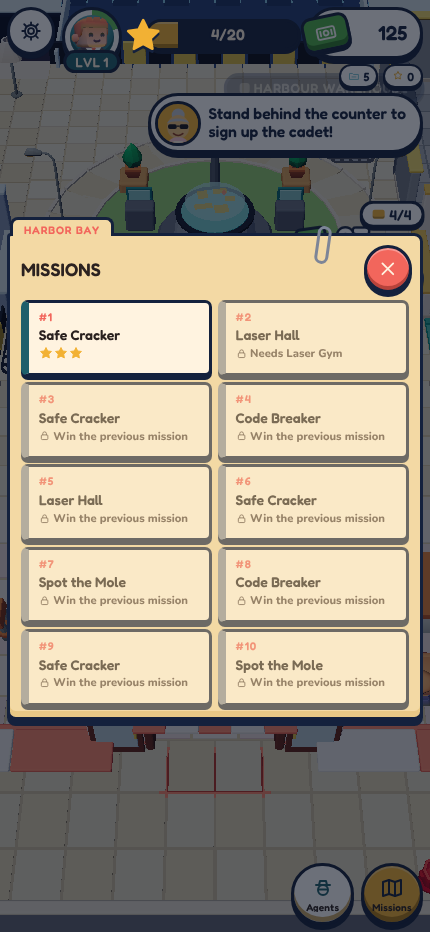 4/20
125
LVL 1
5
0
HARBOUR WAR
Stand behind the counter to
sign up the cadet!
4/4
HARBOR BAY
MISSIONS
#1
Safe Cracker
#2
Laser Hall
Needs Laser Gym
#3
Safe Cracker
Win the previous mission
#4
Code Breaker
Win the previous mission
#5
Laser Hall
Win the previous mission
#6
Safe Cracker
Win the previous mission
#7
Spot the Mole
Win the previous mission
#8
Code Breaker
Win the previous mission
#9
Safe Cracker
Win the previous mission
#10
Spot the Mole
Win the previous mission
Agents
Missions